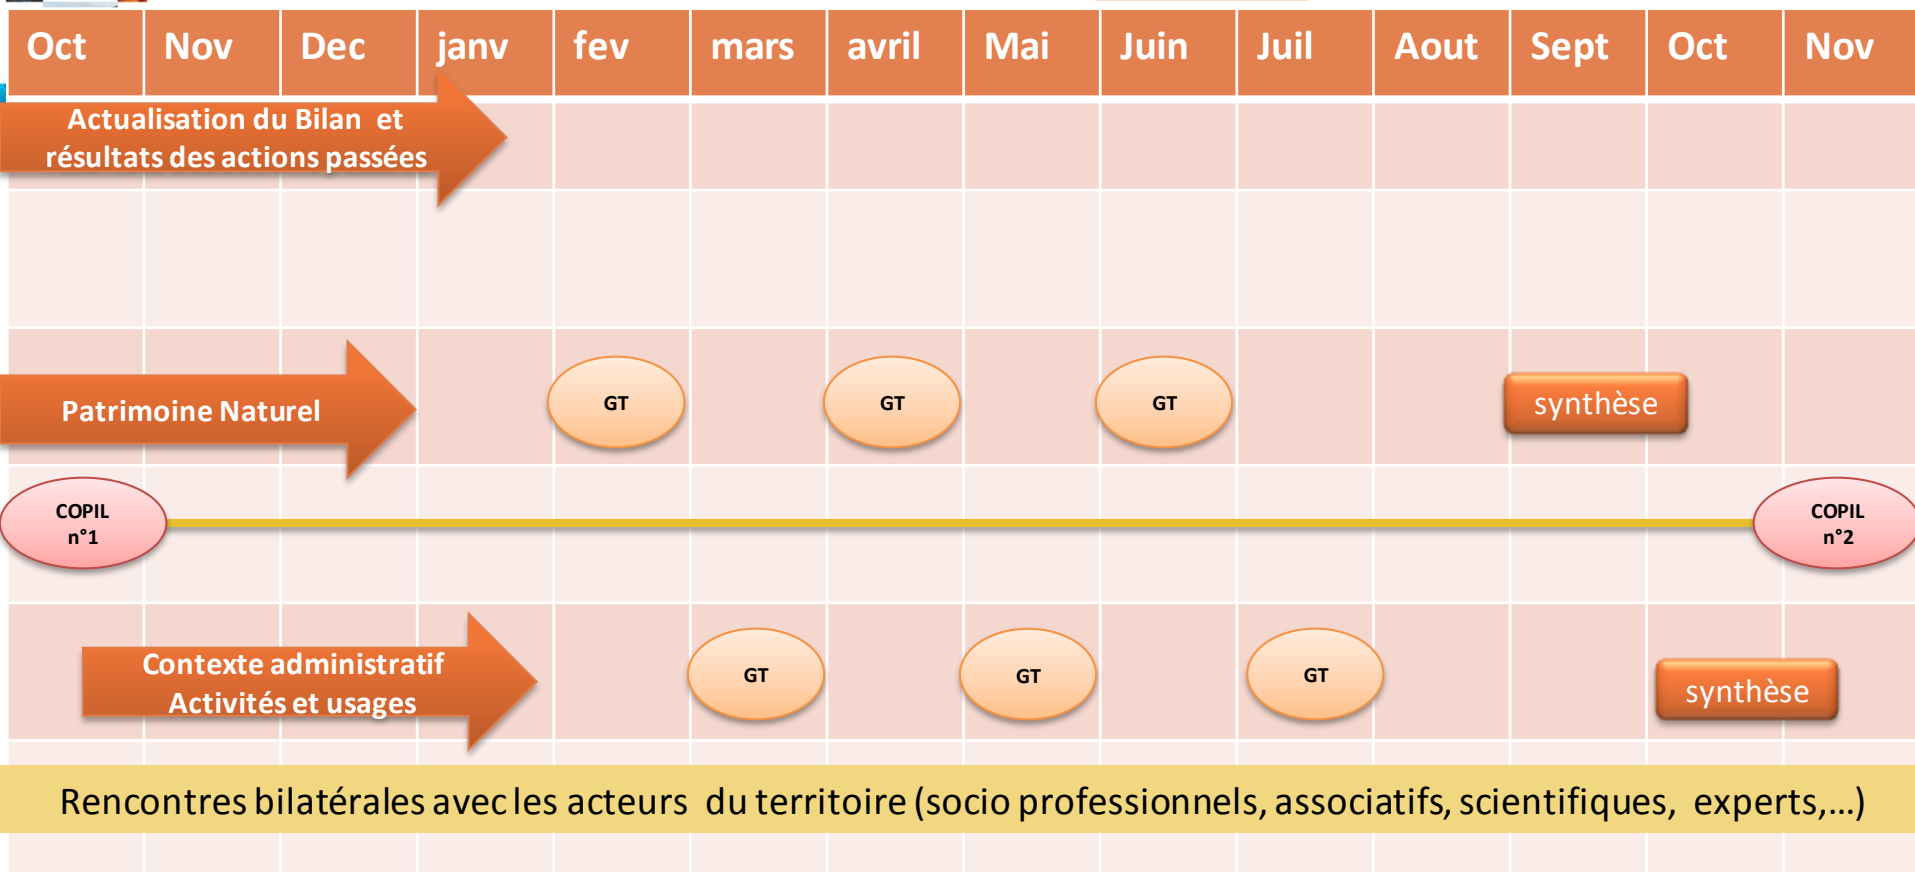 Oct Nov Dec janv fev mars avril Mai Juin Juil Aout Sept Oct Nov
Actualisation du Bilan et
résultats des actions passées
Patrimoine Naturel
GT
GT
GT
synthèse
COPIL
n°1
COPIL
n°2
Contexte administratif
Activités et usages
GT
GT
GT
synthèse
Rencontres bilatérales avec les acteurs du territoire (socio professionnels, associatifs, scientifiques, experts,...)